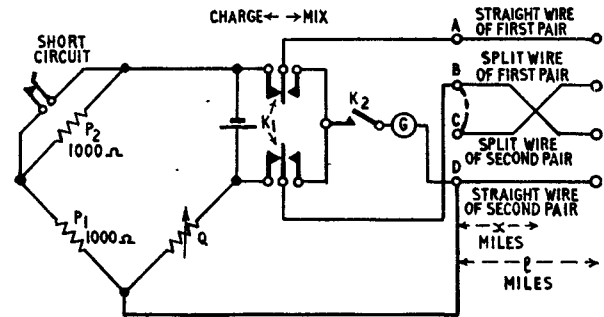 CHARGE ←→ MIX
A
STRAIGHT WIRE
OF FIRST PAIR
SHORT
CIRCUIT
B
SPLIT WIRE
OF FIRST PAIR
K1
K2
G
P2
1000 Ω
C
SPLIT WIRE
OF SECOND PAIR
D
STRAIGHT WIRE
OF SECOND PAIR
P1
1000 Ω
Q
x
MILES
ℓ
MILES